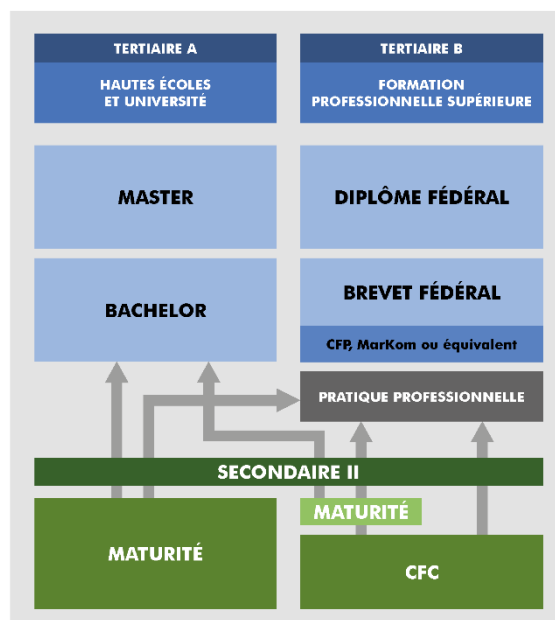 TERTIAIRE A
HAUTES ÉCOLES
ET UNIVERSITÉ
TERTIAIRE B
FORMATION
PROFESSIONNELLE SUPÉRIEURE
MASTER
DIPLÔME FÉDÉRAL
BACHELOR
BREVET FÉDÉRAL
CFP, MarKom ou équivalent
PRATIQUE PROFESSIONNELLE
SECONDAIRE II
MATURITÉ
MATURITÉ
CFC